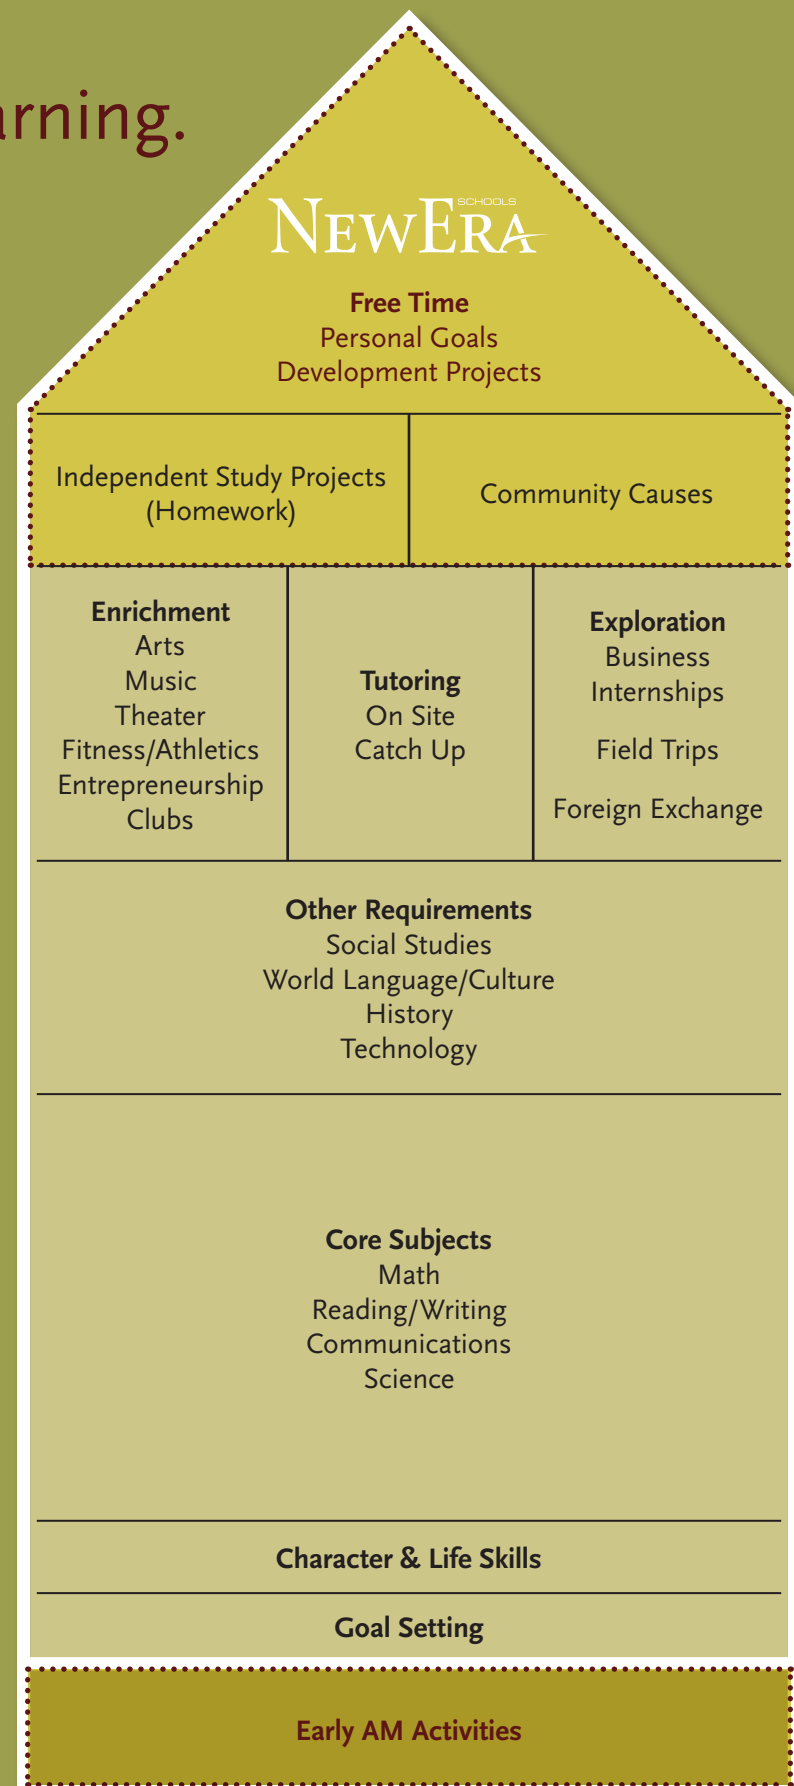 SCHOOLS
NEWERA
Free Time
Personal Goals
Development Projects
Independent Study Projects
(Homework)
Community Causes
Enrichment
Arts
Music
Theater
Fitness/Athletics
Entrepreneurship
Clubs
Tutoring
On Site
Catch Up
Exploration
Business
Internships
Field Trips
Foreign Exchange
Other Requirements
Social Studies
World Language/Culture
History
Technology
Core Subjects
Math
Reading/Writing
Communications
Science
Character & Life Skills
Goal Setting
Early AM Activities